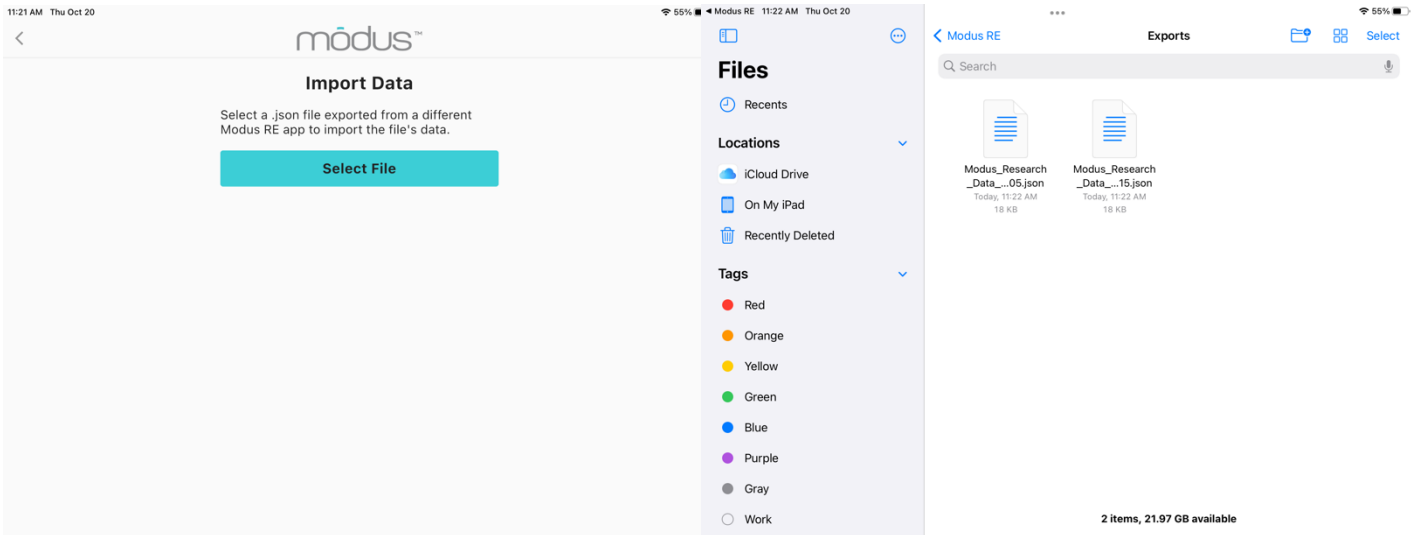 11:21 AM Thu Oct 20
55%
mōdus™
Import Data
Select a .json file exported from a different
Modus RE app to import the file's data.
Select File
◄ Modus RE 11:22 AM Thu Oct 20
Files
Recents
Locations
iCloud Drive
On My iPad
Recently Deleted
Tags
Red
Orange
Yellow
Green
Blue
Purple
Gray
Work
55%
Modus RE
Exports
Select
Search
Modus_Research
_Data_...05.json
Today, 11:22 AM
18 KB
Modus_Research
_Data_...15.json
Today, 11:22 AM
18 KB
2 items, 21.97 GB available